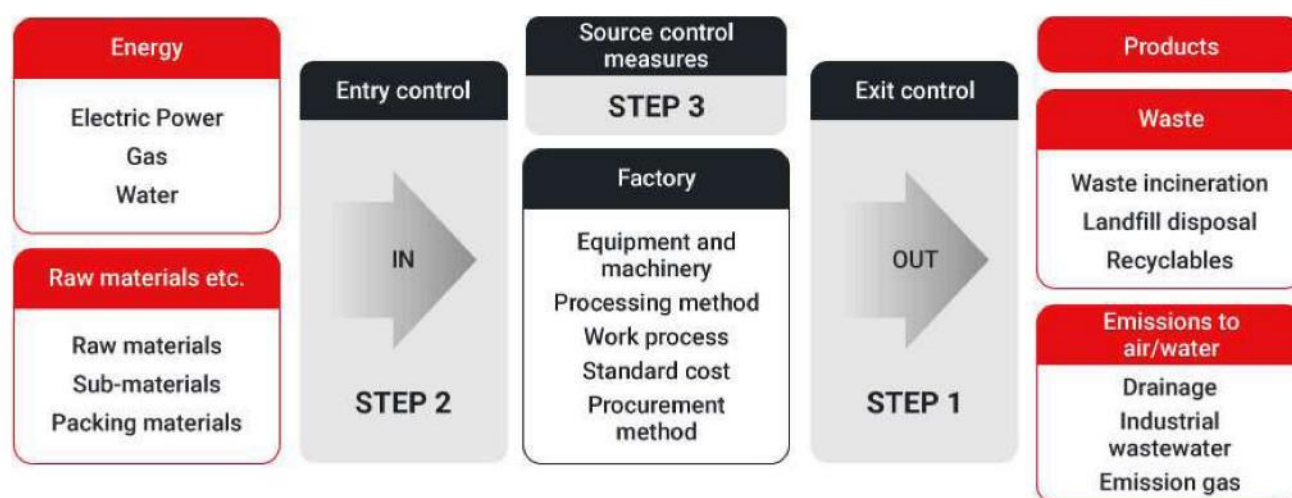 Energy
Electric Power
Gas
Water
Raw materials etc.
Raw materials
Sub-materials
Packing materials
Entry control
IN
STEP 2
Source control
measures
STEP 3
Factory
Equipment and
machinery
Processing method
Work process
Standard cost
Procurement
method
Exit control
OUT
STEP 1
Products
Waste
Waste incineration
Landfill disposal
Recyclables
Emissions to
air/water
Drainage
Industrial
wastewater
Emission gas